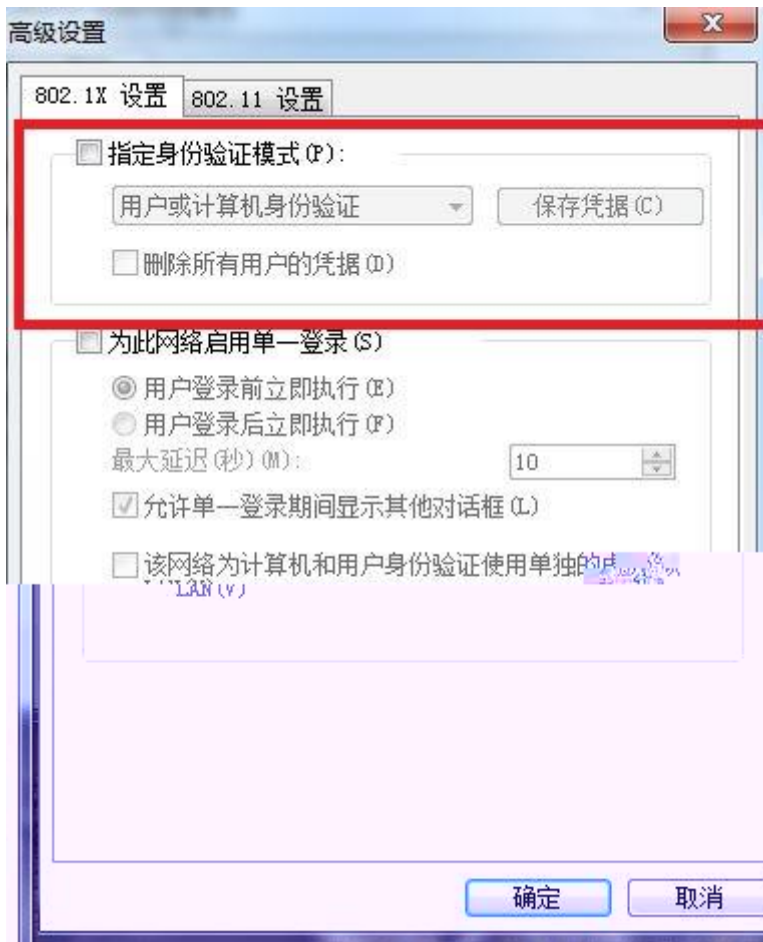 高级设置
802.1X 设置 802.11 设置
指定身份验证模式(P):
用户或计算机身份验证 保存凭据(C)
删除所有用户的凭据(D)
为此网络启用单一登录(S)
用户登录前立即执行(E)
用户登录后立即执行(F)
最大延迟(秒)(M): 10
允许单一登录期间显示其他对话框(L)
该网络为计算机和用户身份验证使用单独的
LAN(V)
确定 取消